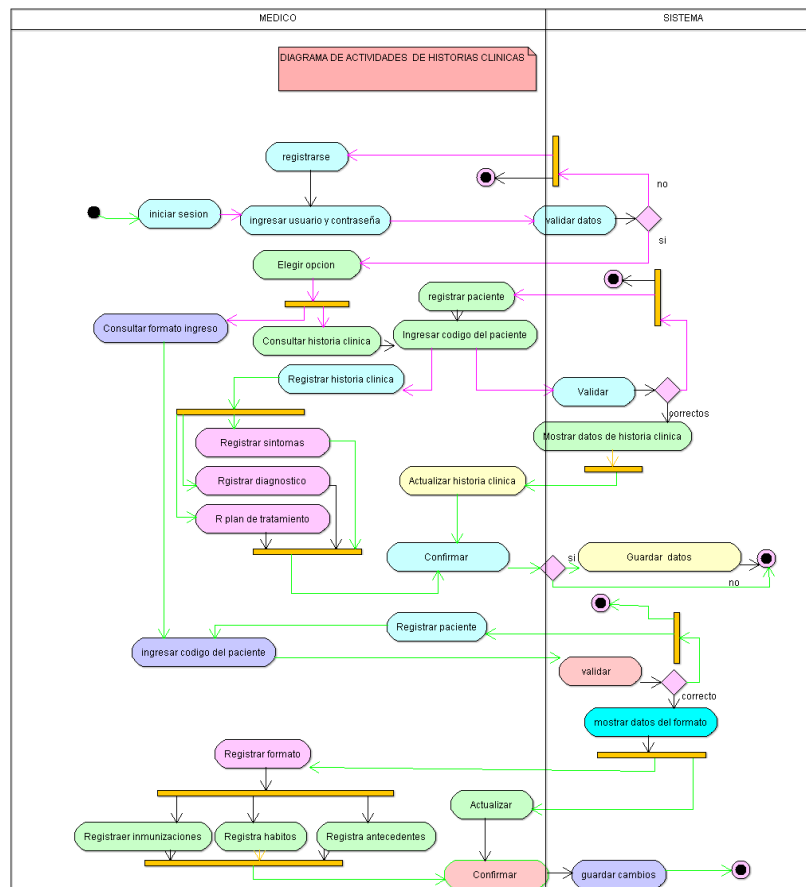 MEDICO
SISTEMA
DIAGRAMA DE ACTIVIDADES DE HISTORIAS CLINICAS
registrarse
no
iniciar sesion
ingresar usuario y contraseña
validar datos
si
Elegir opcion
registrar paciente
Consultar formato ingreso
Consultar historia clinica
Ingresar codigo del paciente
Registrar historia clinica
Validar
correctos
Registrar sintomas
Mostrar datos de historia clinica
Rgistrar diagnostico
Actualizar historia clinica
R plan de tratamiento
Confirmar
si
Guardar datos
no
Registrar paciente
ingresar codigo del paciente
validar
correcto
mostrar datos del formato
Registrar formato
Actualizar
Registraer inmunizaciones
Registra habitos
Registra antecedentes
Confirmar
guardar cambios